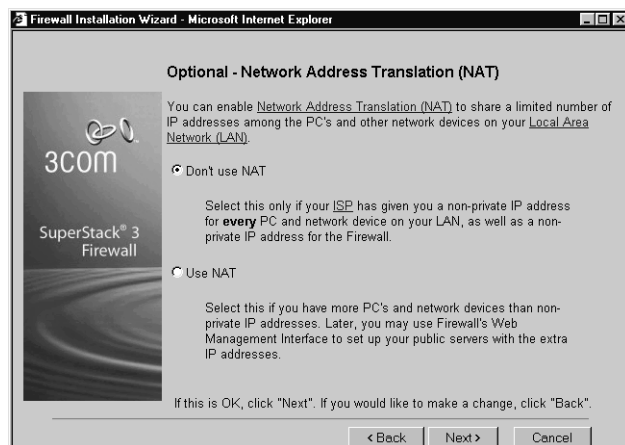 Firewall Installation Wizard - Microsoft Internet Explorer
Optional - Network Address Translation (NAT)
You can enable Network Address Translation (NAT) to share a limited number of
IP addresses among the PC's and other network devices on your Local Area
Network (LAN).
3COM
SuperStack® 3
Firewall
Don't use NAT
Select this only if your ISP has given you a non-private IP address
for every PC and network device on your LAN, as well as a non-
private IP address for the Firewall.
Use NAT
Select this if you have more PC's and network devices than non-
private IP addresses. Later, you may use Firewall's Web
Management Interface to set up your public servers with the extra
IP addresses.
If this is OK, click "Next". If you would like to make a change, click "Back".
< Back
Next >
Cancel